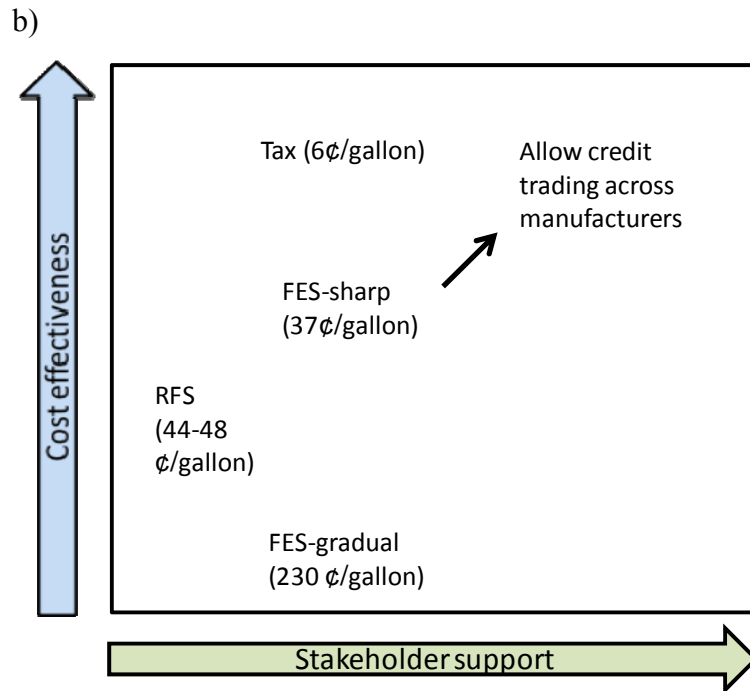 b)
Cost effectiveness
Tax (6¢/gallon)
Allow credit
trading across
manufacturers
FES-sharp
(37¢/gallon)
RFS
(44-48
¢/gallon)
FES-gradual
(230 ¢/gallon)
Stakeholder support